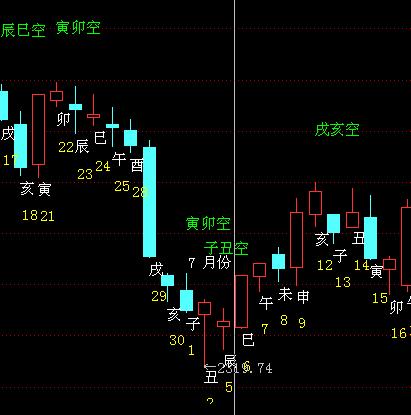 辰巳空
寅卯空
戌
17
亥
18
寅
21
卯
22
辰
23
巳
24
午
25
酉
28
戌
29
亥
30
子
1
丑
2
辰
5
巳
6
午
7
未
8
申
9
亥
12
子
13
丑
14
寅
15
卯
16
寅卯空
子丑空
7 月份
戌亥空
2319.74